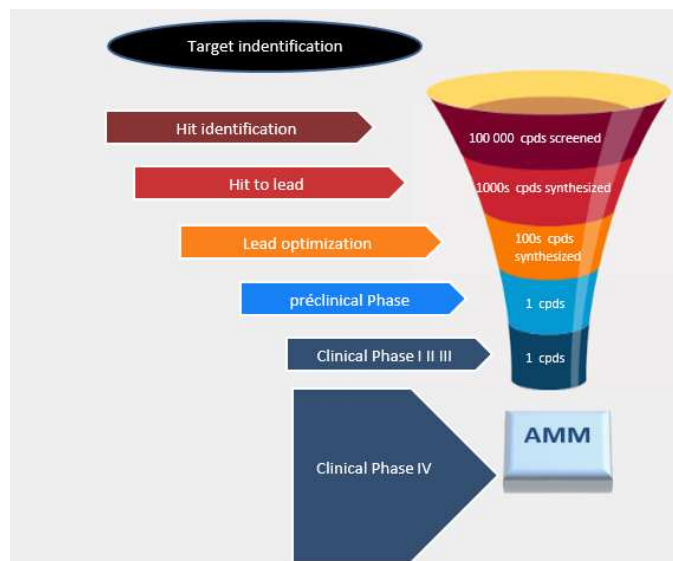 Target indentification
Hit identification
100 000 cpds screened
Hit to lead
1000s cpds synthesized
Lead optimization
100s cpds
synthesized
préclinical Phase
1 cpds
Clinical Phase I II III
1 cpds
AMM
Clinical Phase IV